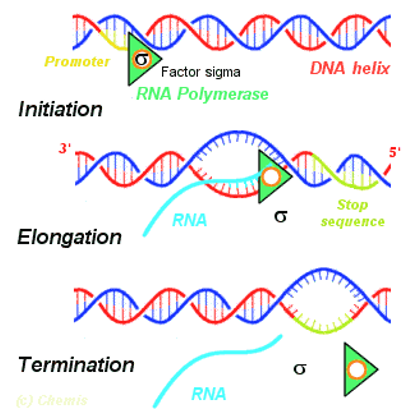 Promoter
σ
Factor sigma
DNA helix
RNA Polymerase
Initiation
3'
5'
RNA
σ
Stop
sequence
Elongation
Termination
σ
RNA
(c) Chemis